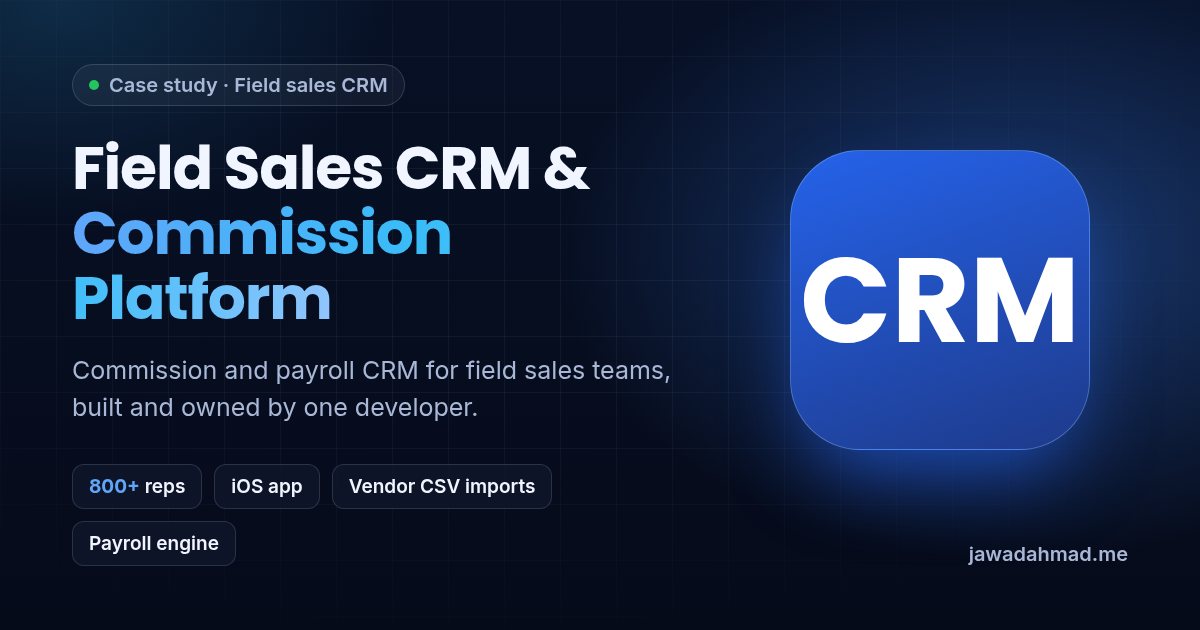 Case study · Field sales CRM
Field Sales CRM &
Commission
Platform
Commission and payroll CRM for field sales teams,
built and owned by one developer.
800+ reps
iOS app
Vendor CSV imports
Payroll engine
CRM
jawadahmad.me